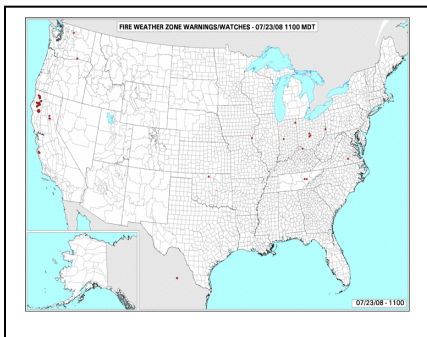 FIRE WEATHER ZONE WARNINGS/WATCHES - 07/23/08 1100 MDT
07/23/08 - 1100